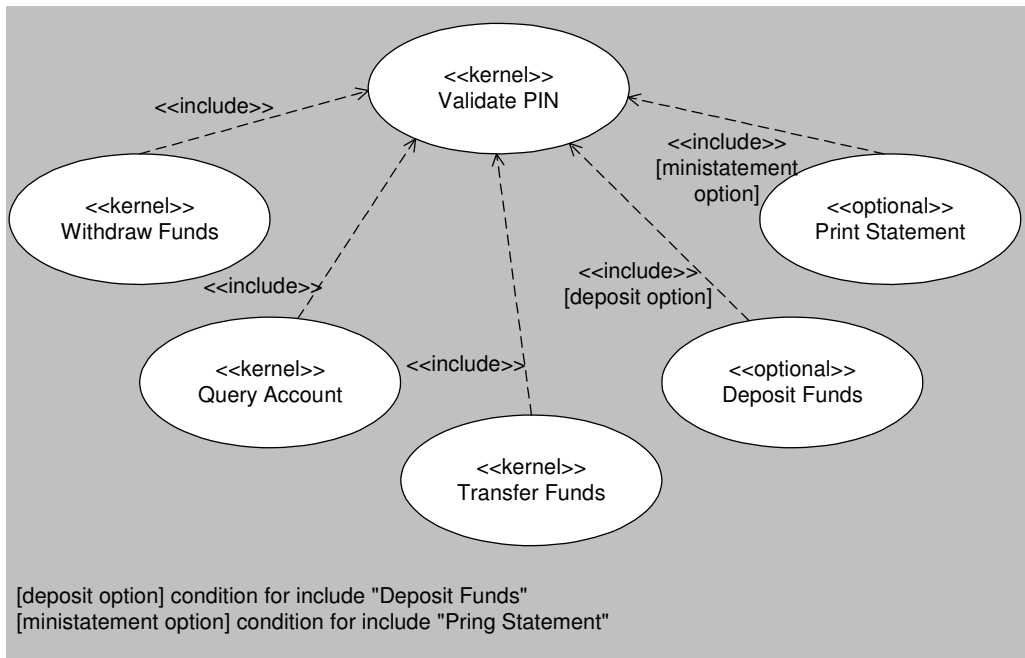 <<kernel>>
Validate PIN
<<include>>
<<include>>
[ministatement
option]
<<kernel>>
Withdraw Funds
<<optional>>
Print Statement
<<include>>
<<include>>
[deposit option]
<<kernel>>
Query Account
<<include>>
<<optional>>
Deposit Funds
<<kernel>>
Transfer Funds
[deposit option] condition for include "Deposit Funds"
[ministatement option] condition for include "Pring Statement"